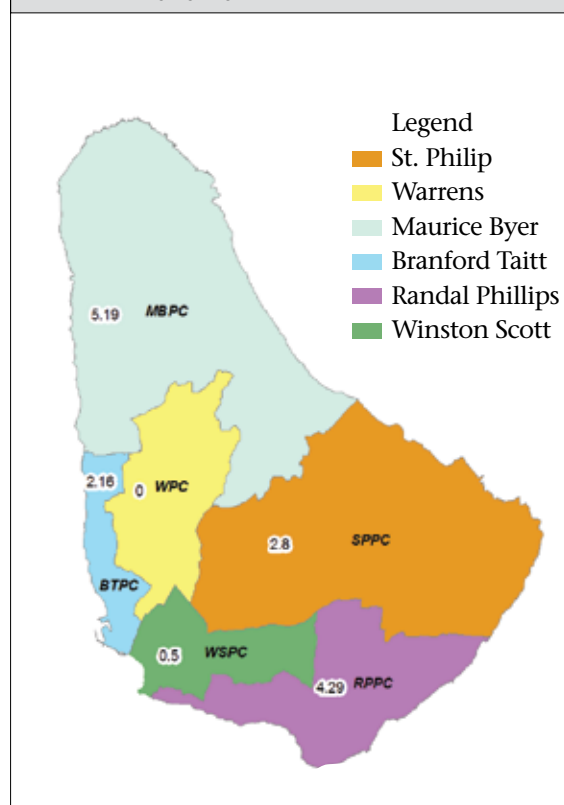 Legend
St. Philip
Warrens
Maurice Byer
Branford Taitt
Randal Phillips
Winston Scott
5.19 MBPC
2.16
0 WPC
2.8 SPPC
BTPC
0.5 WSPC
4.29 RPPC